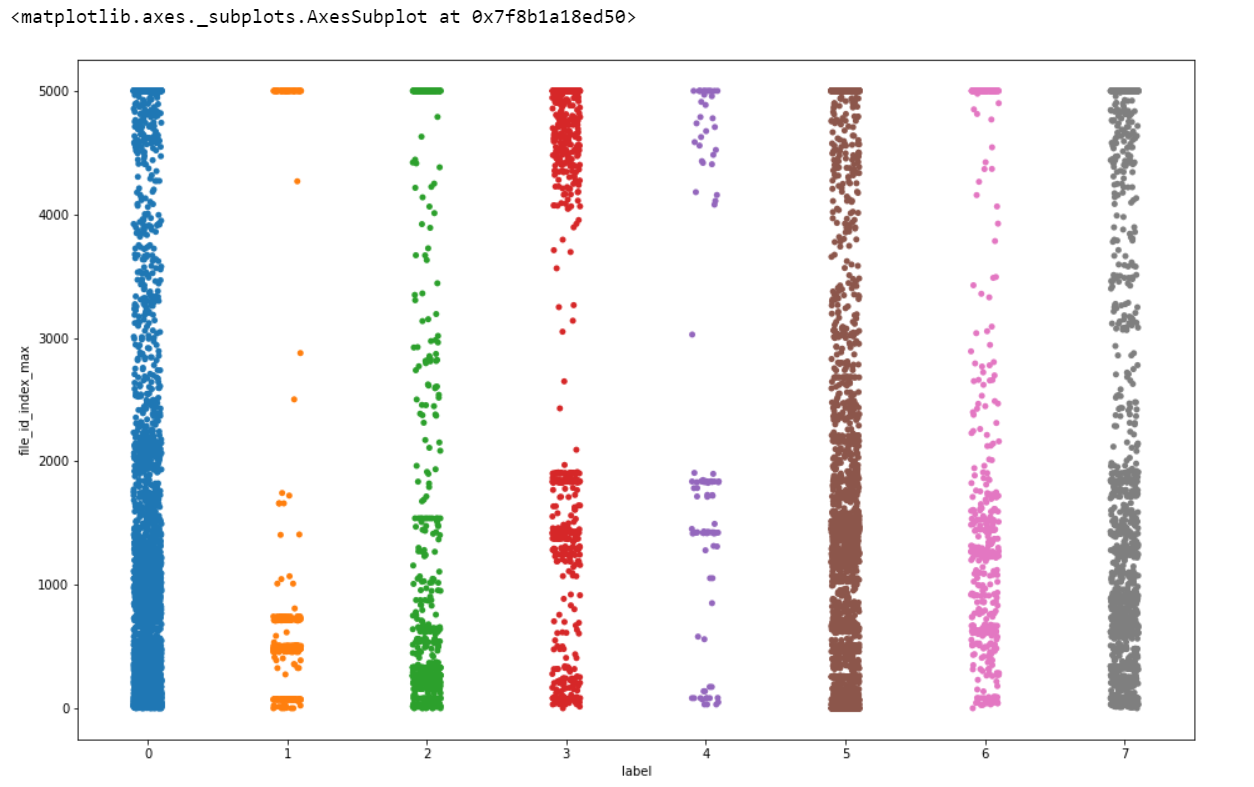 <matplotlib.axes._subplots.AxesSubplot at 0x7f8b1a18ed50>
file_id_index_max
5000
4000
3000
2000
1000
0
0 1 2 3 4 5 6 7
label